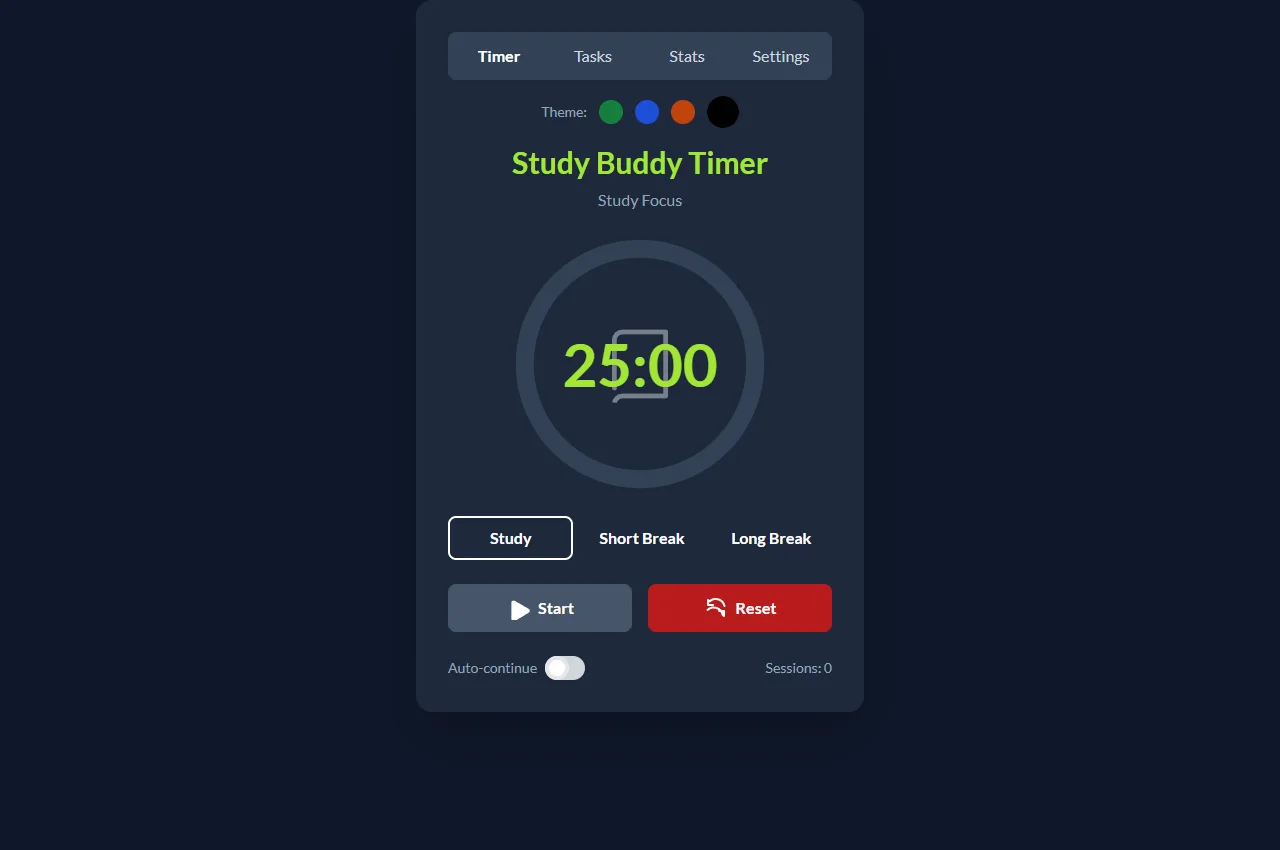 Timer Tasks Stats Settings
Theme:
Study Buddy Timer
Study Focus
25:00
Study Short Break Long Break
Start Reset
Auto-continue Sessions: 0